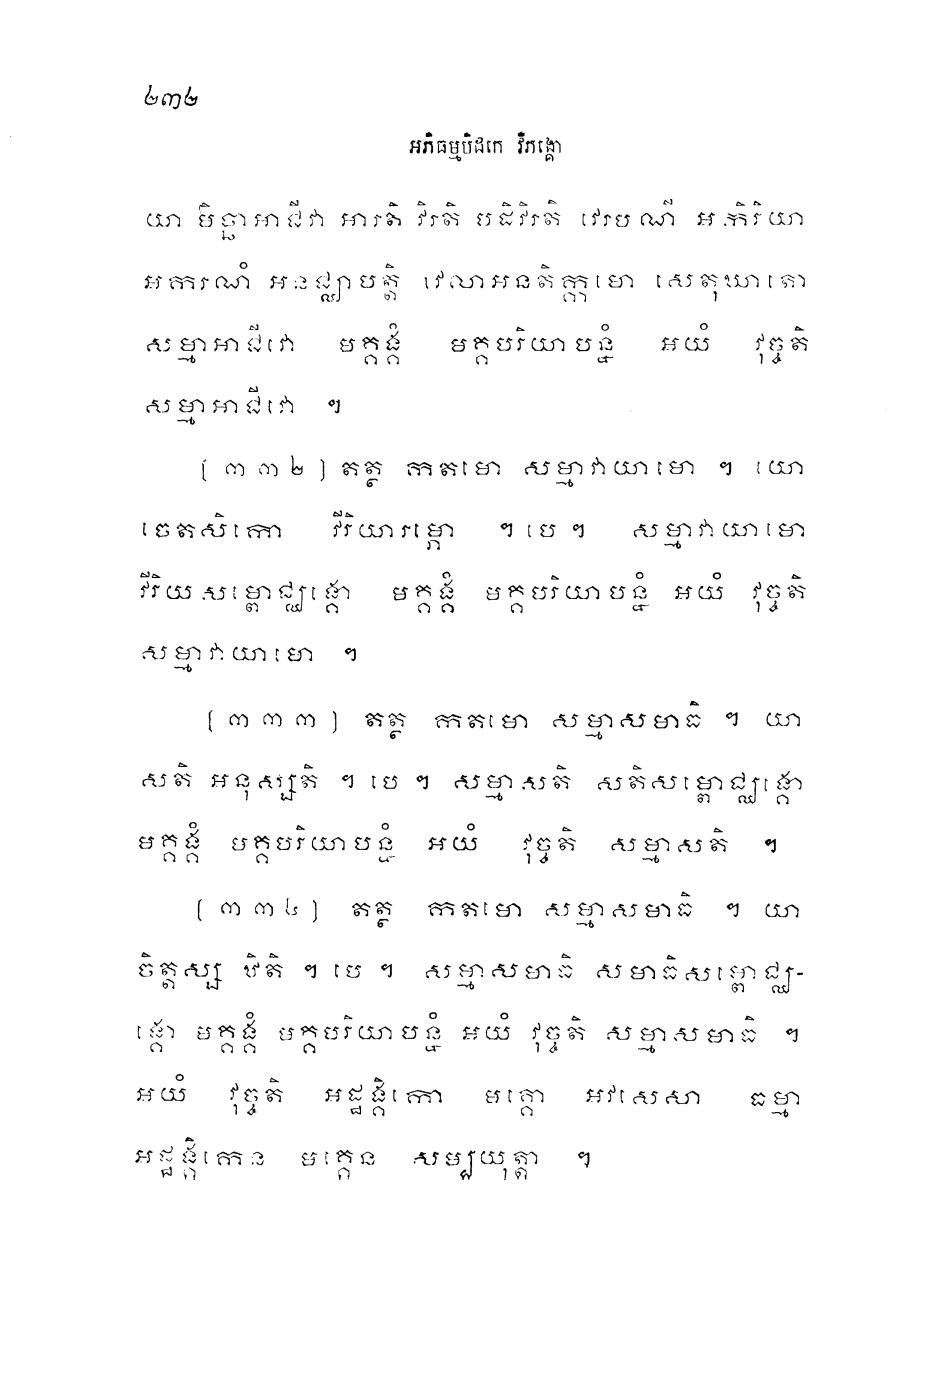 ២៣២
អភិធម្មបិដកេ វិភង្គោ
យា មិច្ឆាអាជីវា អារតិ វិរតិ បដិវិរតិ វេរមណី អកិរិយា
អករណំ អនជ្ឈាបត្តិ វេលាអនតិក្កមោ សេតុឃាតោ
សម្មាអាជីវោ មគ្គង្គំ មគ្គបរិយាបន្នំ អយំ វុច្ចតិ
សម្មាអាជីវោ ។
(៣៣២) តត្ថ កតមោ សម្មាវាយាមោ ។ យោ
ចេតសិកោ វីរិយារម្ភោ ។ បេ ។ សម្មាវាយាមោ
វីរិយសម្ពោជ្ឈង្គោ មគ្គង្គំ មគ្គបរិយាបន្នំ អយំ វុច្ចតិ
សម្មាវាយាមោ ។
(៣៣៣) តត្ថ កតមោ សម្មាសមាធិ ។ យា
សតិ អនុស្សតិ ។ បេ ។ សម្មាសតិ សតិសម្ពោជ្ឈង្គោ
មគ្គង្គំ មគ្គបរិយាបន្នំ អយំ វុច្ចតិ សម្មាសតិ ។
(៣៣៤) តត្ថ កតមោ សម្មាសមាធិ ។ យា
ចិត្តស្ស ឋិតិ ។ បេ ។ សម្មាសមាធិ សមាធិសម្ពោជ្ឈ-
ង្គោ មគ្គង្គំ មគ្គបរិយាបន្នំ អយំ វុច្ចតិ សម្មាសមាធិ ។
អយំ វុច្ចតិ អដ្ឋង្គិកោ មគ្គោ អវសេសា ធម្មា
អដ្ឋង្គិកេន មគ្គេន សម្បយុត្តា ។